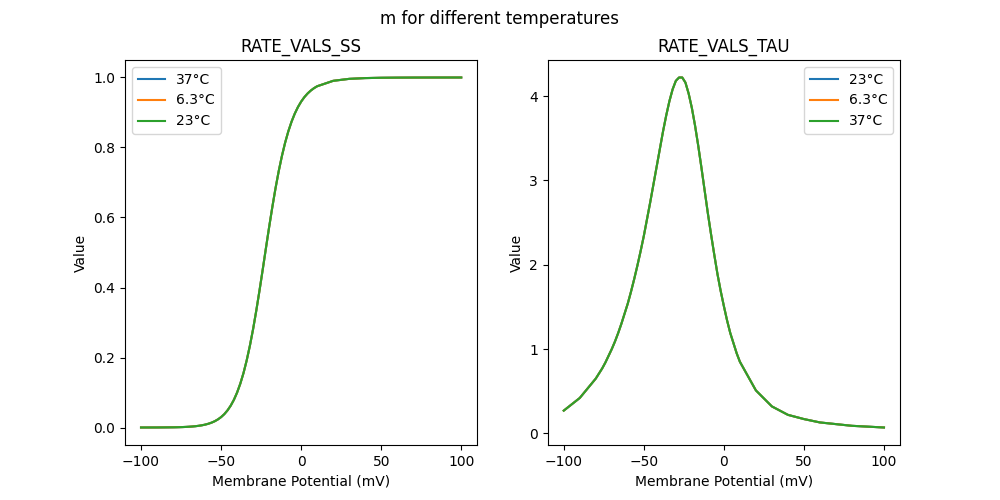 m for different temperatures
RATE_VALS_SS
37°C
6.3°C
23°C
1.0
0.8
0.6
0.4
0.2
0.0
Value
−100
−50
0
50
100
Membrane Potential (mV)
RATE_VALS_TAU
23°C
6.3°C
37°C
4
3
2
1
0
Value
−100
−50
0
50
100
Membrane Potential (mV)